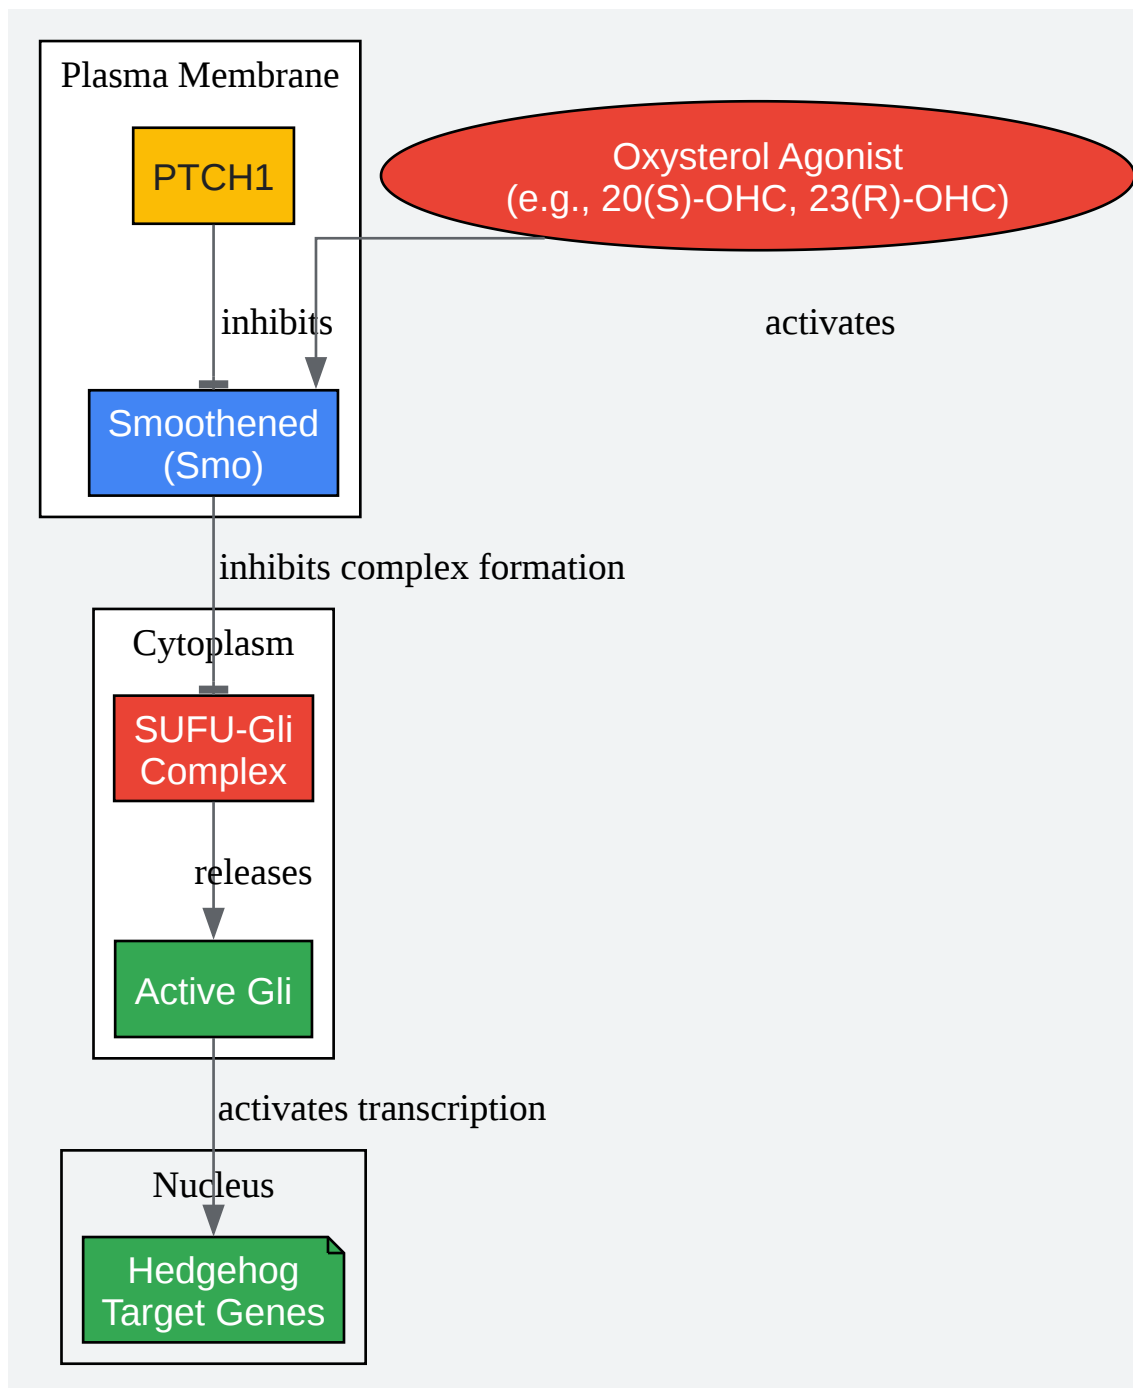 Plasma Membrane
PTCH1
Oxysterol Agonist
(e.g., 20(S)-OHC, 23(R)-OHC)
inhibits
activates
Smoothened
(Smo)
inhibits complex formation
Cytoplasm
SUFU-Gli
Complex
releases
Active Gli
activates transcription
Nucleus
Hedgehog
Target Genes